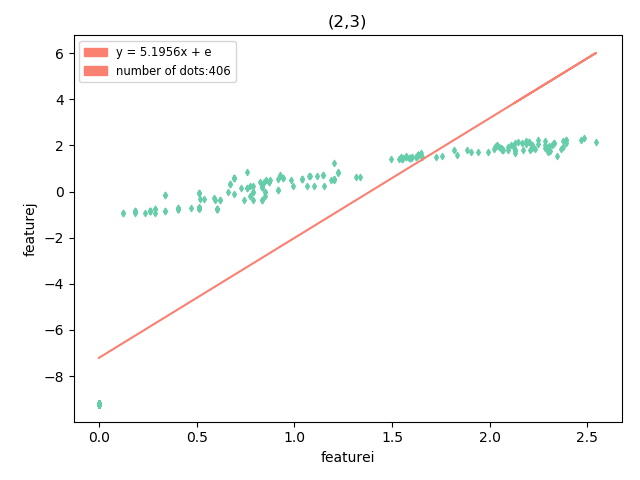 (2,3)
y = 5.1956x + e
number of dots:406
6
4
2
0
−2
−4
−6
−8
featurej
0.0 0.5 1.0 1.5 2.0 2.5
featurei